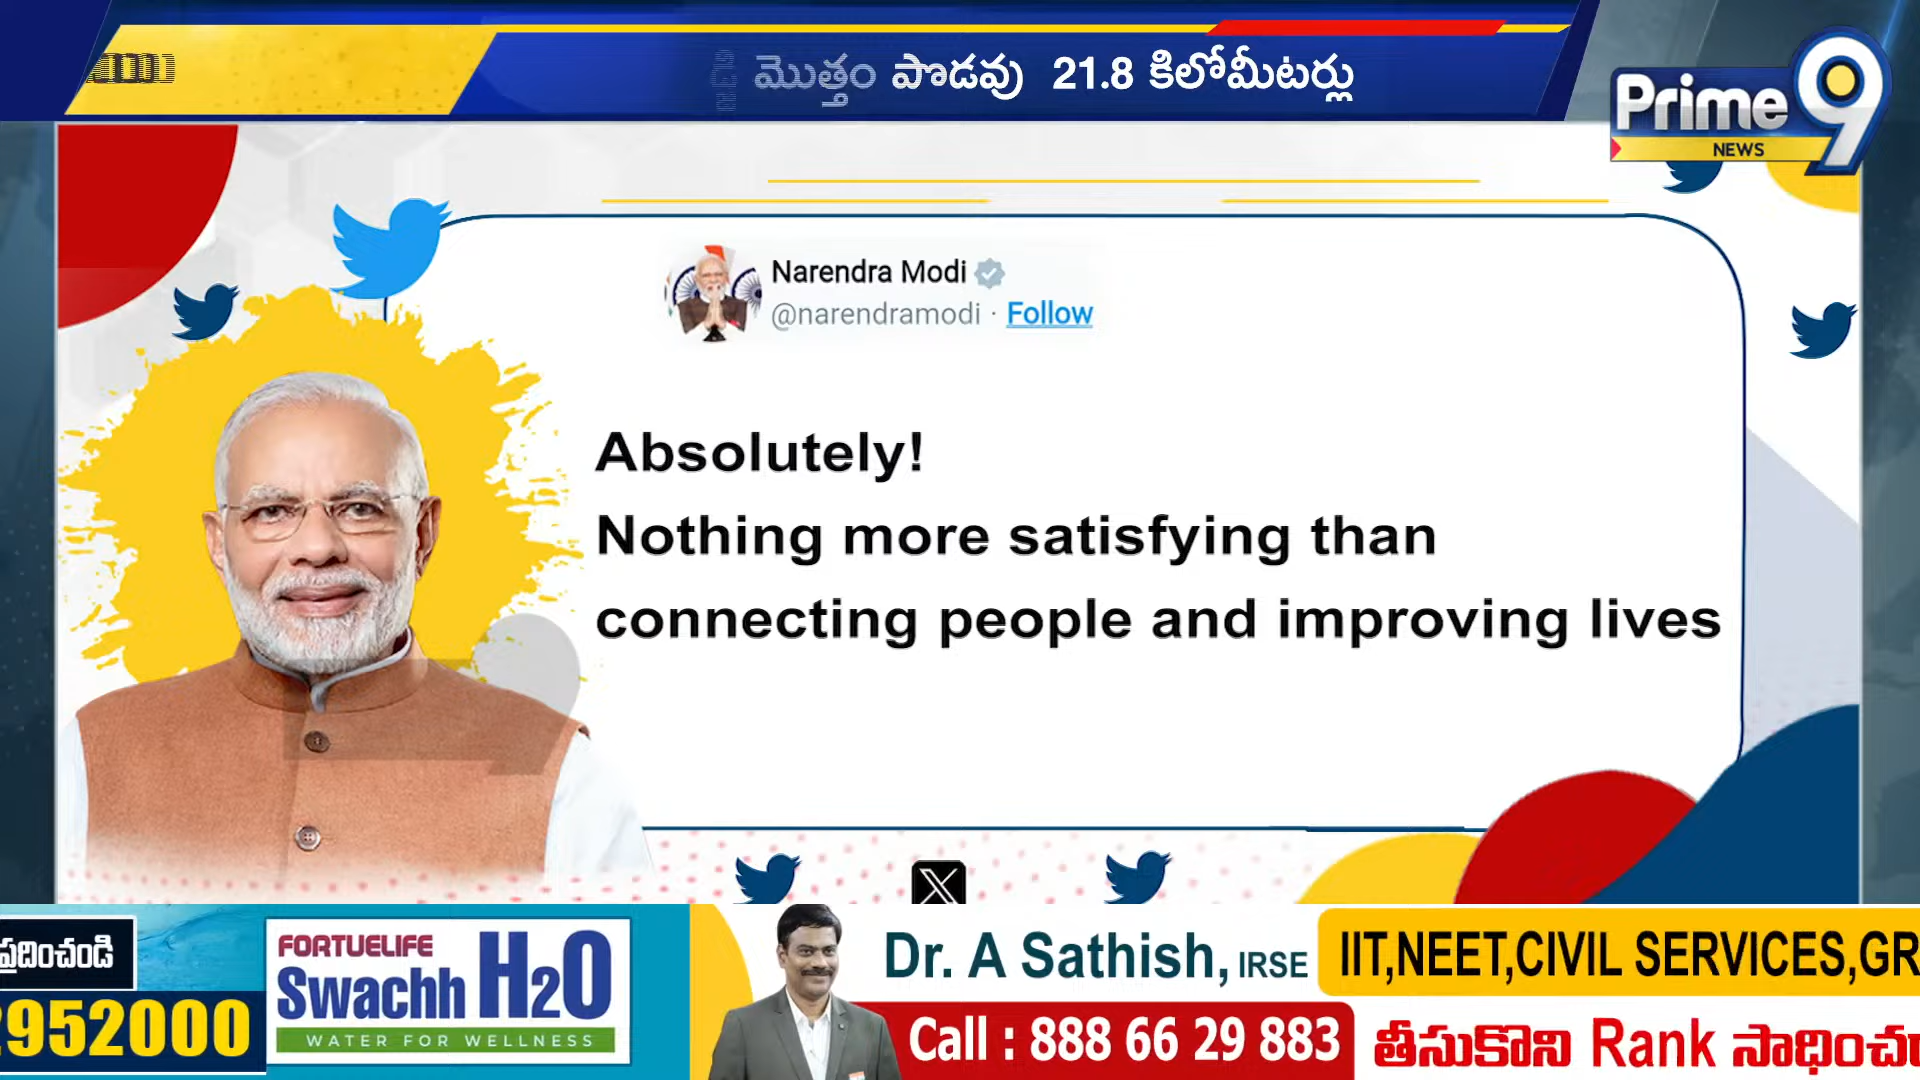 మొత్తం పొడవు 21.8 కిలోమీటర్లు
Prime9
NEWS
Narendra Modi
@narendramodi · Follow
Absolutely!
Nothing more satisfying than
connecting people and improving lives
ప్రదించండి
2952000
FORTUELIFE
Swachh H2O
WATER FOR WELLNESS
Dr. A Sathish, IRSE
Call : 888 66 29 883
IIT,NEET,CIVIL SERVICES,GR
తీసుకొని Rank సాధించ